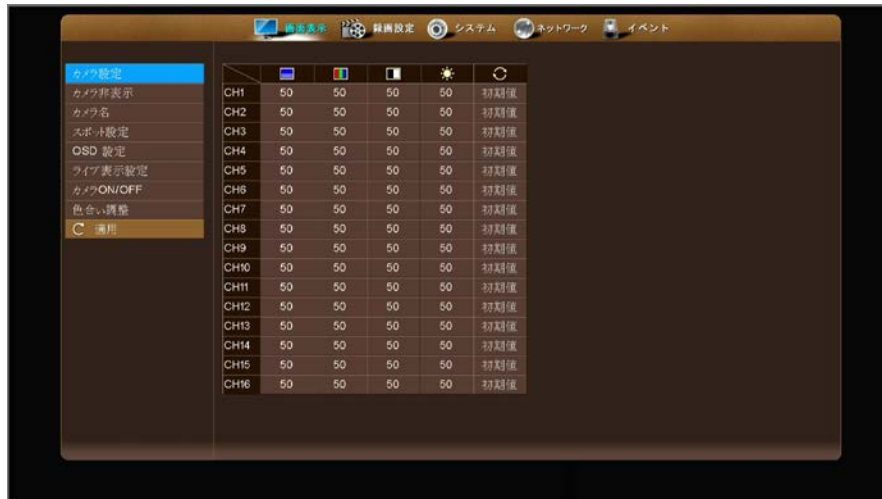 画面表示 録画設定 システム ネットワーク イベント
カメラ設定
カメラ非表示
カメラ名
スポット設定
OSD 設定
ライブ表示設定
カメラON/OFF
色合い調整
適用
CH1 50 50 50 50 初期値
CH2 50 50 50 50 初期値
CH3 50 50 50 50 初期値
CH4 50 50 50 50 初期値
CH5 50 50 50 50 初期値
CH6 50 50 50 50 初期値
CH7 50 50 50 50 初期値
CH8 50 50 50 50 初期値
CH9 50 50 50 50 初期値
CH10 50 50 50 50 初期値
CH11 50 50 50 50 初期値
CH12 50 50 50 50 初期値
CH13 50 50 50 50 初期値
CH14 50 50 50 50 初期値
CH15 50 50 50 50 初期値
CH16 50 50 50 50 初期値